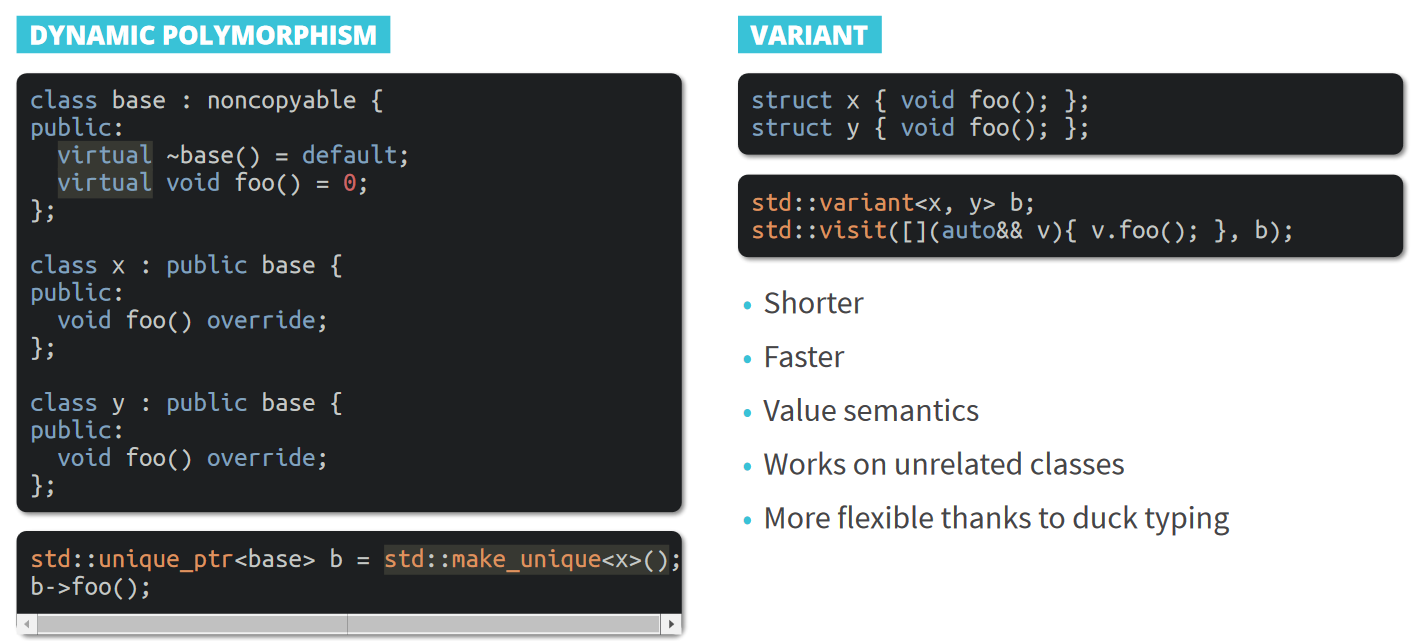 DYNAMIC POLYMORPHISM
class base : noncopyable {
public:
  virtual ~base() = default;
  virtual void foo() = 0;
};

class x : public base {
public:
  void foo() override;
};

class y : public base {
public:
  void foo() override;
};
std::unique_ptr<base> b = std::make_unique<x>();
b->foo();
VARIANT
struct x { void foo(); };
struct y { void foo(); };
std::variant<x, y> b;
std::visit([](auto&& v){ v.foo(); }, b);
• Shorter
• Faster
• Value semantics
• Works on unrelated classes
• More flexible thanks to duck typing